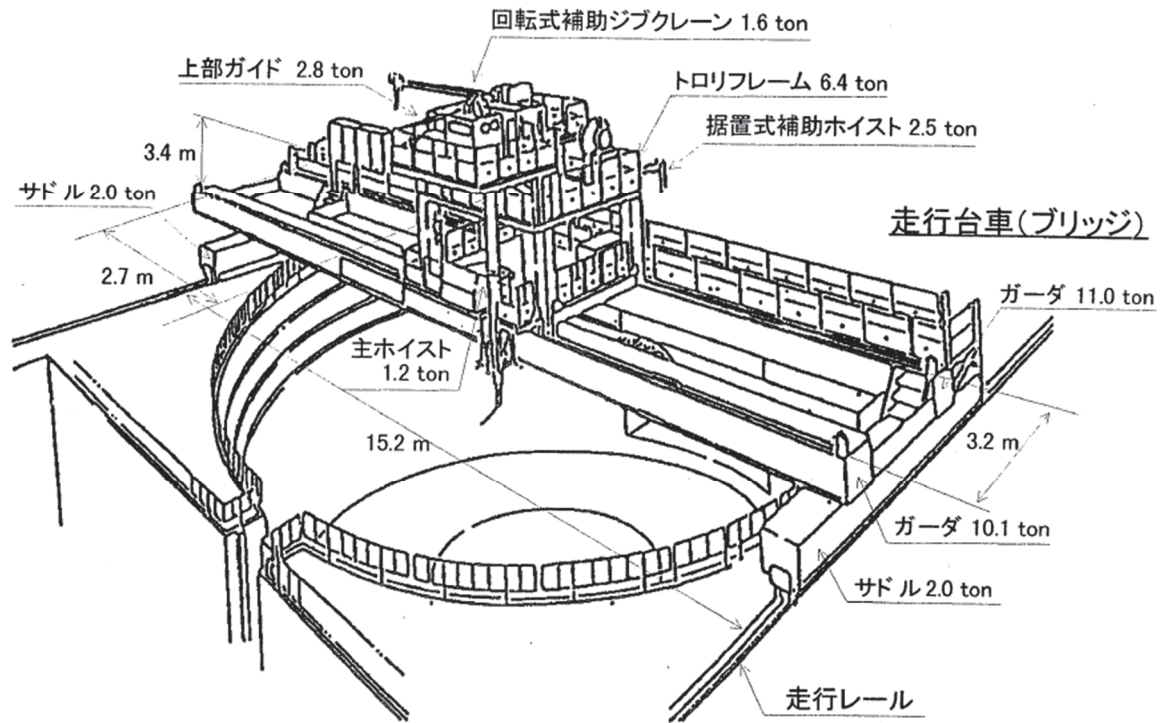 回転式補助ジブクレーン 1.6 ton
上部ガイド 2.8 ton
トロリフレーム 6.4 ton
据置式補助ホイスト 2.5 ton
3.4 m
サドル 2.0 ton
走行台車(ブリッジ)
2.7 m
ガーダ 11.0 ton
主ホイスト
1.2 ton
15.2 m
3.2 m
ガーダ 10.1 ton
サドル 2.0 ton
走行レール